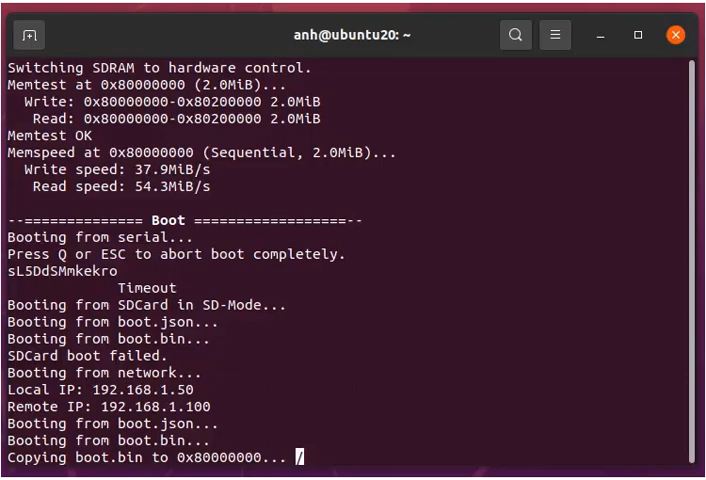 anh@ubuntu20: ~
Switching SDRAM to hardware control.
Memtest at 0x80000000 (2.0MiB)...
  Write: 0x80000000-0x80200000 2.0MiB
   Read: 0x80000000-0x80200000 2.0MiB
Memtest OK
Memspeed at 0x80000000 (Sequential, 2.0MiB)...
  Write speed: 37.9MiB/s
   Read speed: 54.3MiB/s
--============== Boot ==================--
Booting from serial...
Press Q or ESC to abort boot completely.
sL5DdSMmkekro
             Timeout
Booting from SDCard in SD-Mode...
Booting from boot.json...
Booting from boot.bin...
SDCard boot failed.
Booting from network...
Local IP: 192.168.1.50
Remote IP: 192.168.1.100
Booting from boot.json...
Booting from boot.bin...
Copying boot.bin to 0x80000000... /